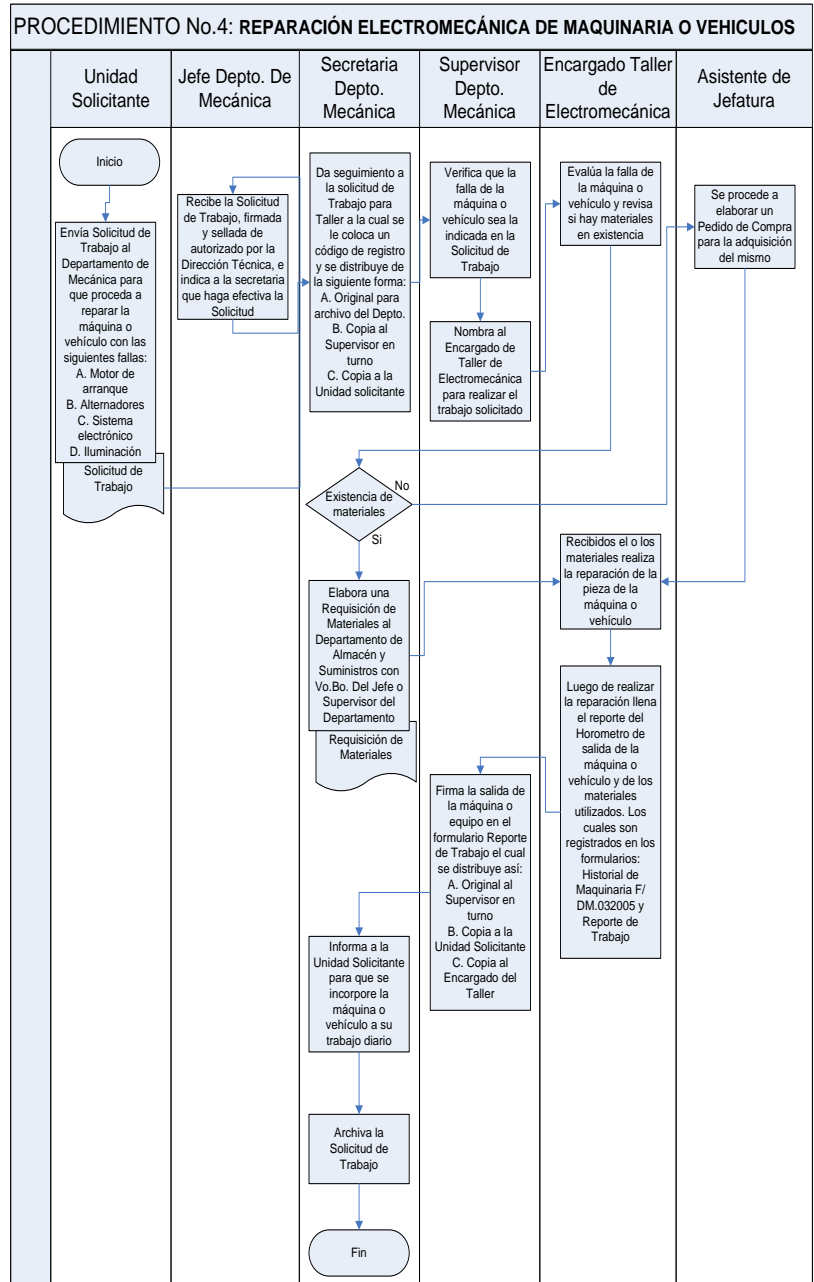 PROCEDIMIENTO No.4: REPARACIÓN ELECTROMECÁNICA DE MAQUINARIA O VEHICULOS
Unidad
Solicitante
Jefe Depto. De
Mecánica
Secretaria
Depto.
Mecánica
Supervisor
Depto.
Mecánica
Encargado Taller
de
Electromecánica
Asistente de
Jefatura
Inicio
Envía Solicitud de
Trabajo al
Departamento de
Mecánica para
que proceda a
reparar la
máquina o
vehículo con las
siguientes fallas:
A. Motor de
arranque
B. Alternadores
C. Sistema
electrónico
D. Iluminación
Solicitud de
Trabajo
Recibe la Solicitud
de Trabajo, firmada
y sellada de
autorizado por la
Dirección Técnica, e
indica a la secretaria
que haga efectiva la
Solicitud
Da seguimiento a
la solicitud de
Trabajo para
Taller a la cual se
le coloca un
código de registro
y se distribuye de
la siguiente forma:
A. Original para
archivo del Depto.
B. Copia al
Supervisor en
turno
C. Copia a la
Unidad solicitante
Verifica que la
falla de la
máquina o
vehículo sea la
indicada en la
Solicitud de
Trabajo
Nombra al
Encargado de
Taller de
Electromecánica
para realizar el
trabajo solicitado
Evalúa la falla de
la máquina o
vehículo y revisa
si hay materiales
en existencia
Se procede a
elaborar un
Pedido de Compra
para la adquisición
del mismo
Existencia de
materiales
No
Si
Elabora una
Requisición de
Materiales al
Departamento de
Almacén y
Suministros con
Vo.Bo. Del Jefe o
Supervisor del
Departamento
Requisición de
Materiales
Recibidos el o los
materiales realiza
la reparación de la
pieza de la
máquina o
vehículo
Luego de realizar
la reparación llena
el reporte del
Horometro de
salida de la
máquina o
vehículo y de los
materiales
utilizados. Los
cuales son
registrados en los
formularios:
Historial de
Maquinaria F/
DM.032005 y
Reporte de
Trabajo
Firma la salida de
la máquina o
equipo en el
formulario Reporte
de Trabajo el cual
se distribuye así:
A. Original al
Supervisor en
turno
B. Copia a la
Unidad Solicitante
C. Copia al
Encargado del
Taller
Informa a la
Unidad Solicitante
para que se
incorpore la
máquina o
vehículo a su
trabajo diario
Archiva la
Solicitud de
Trabajo
Fin